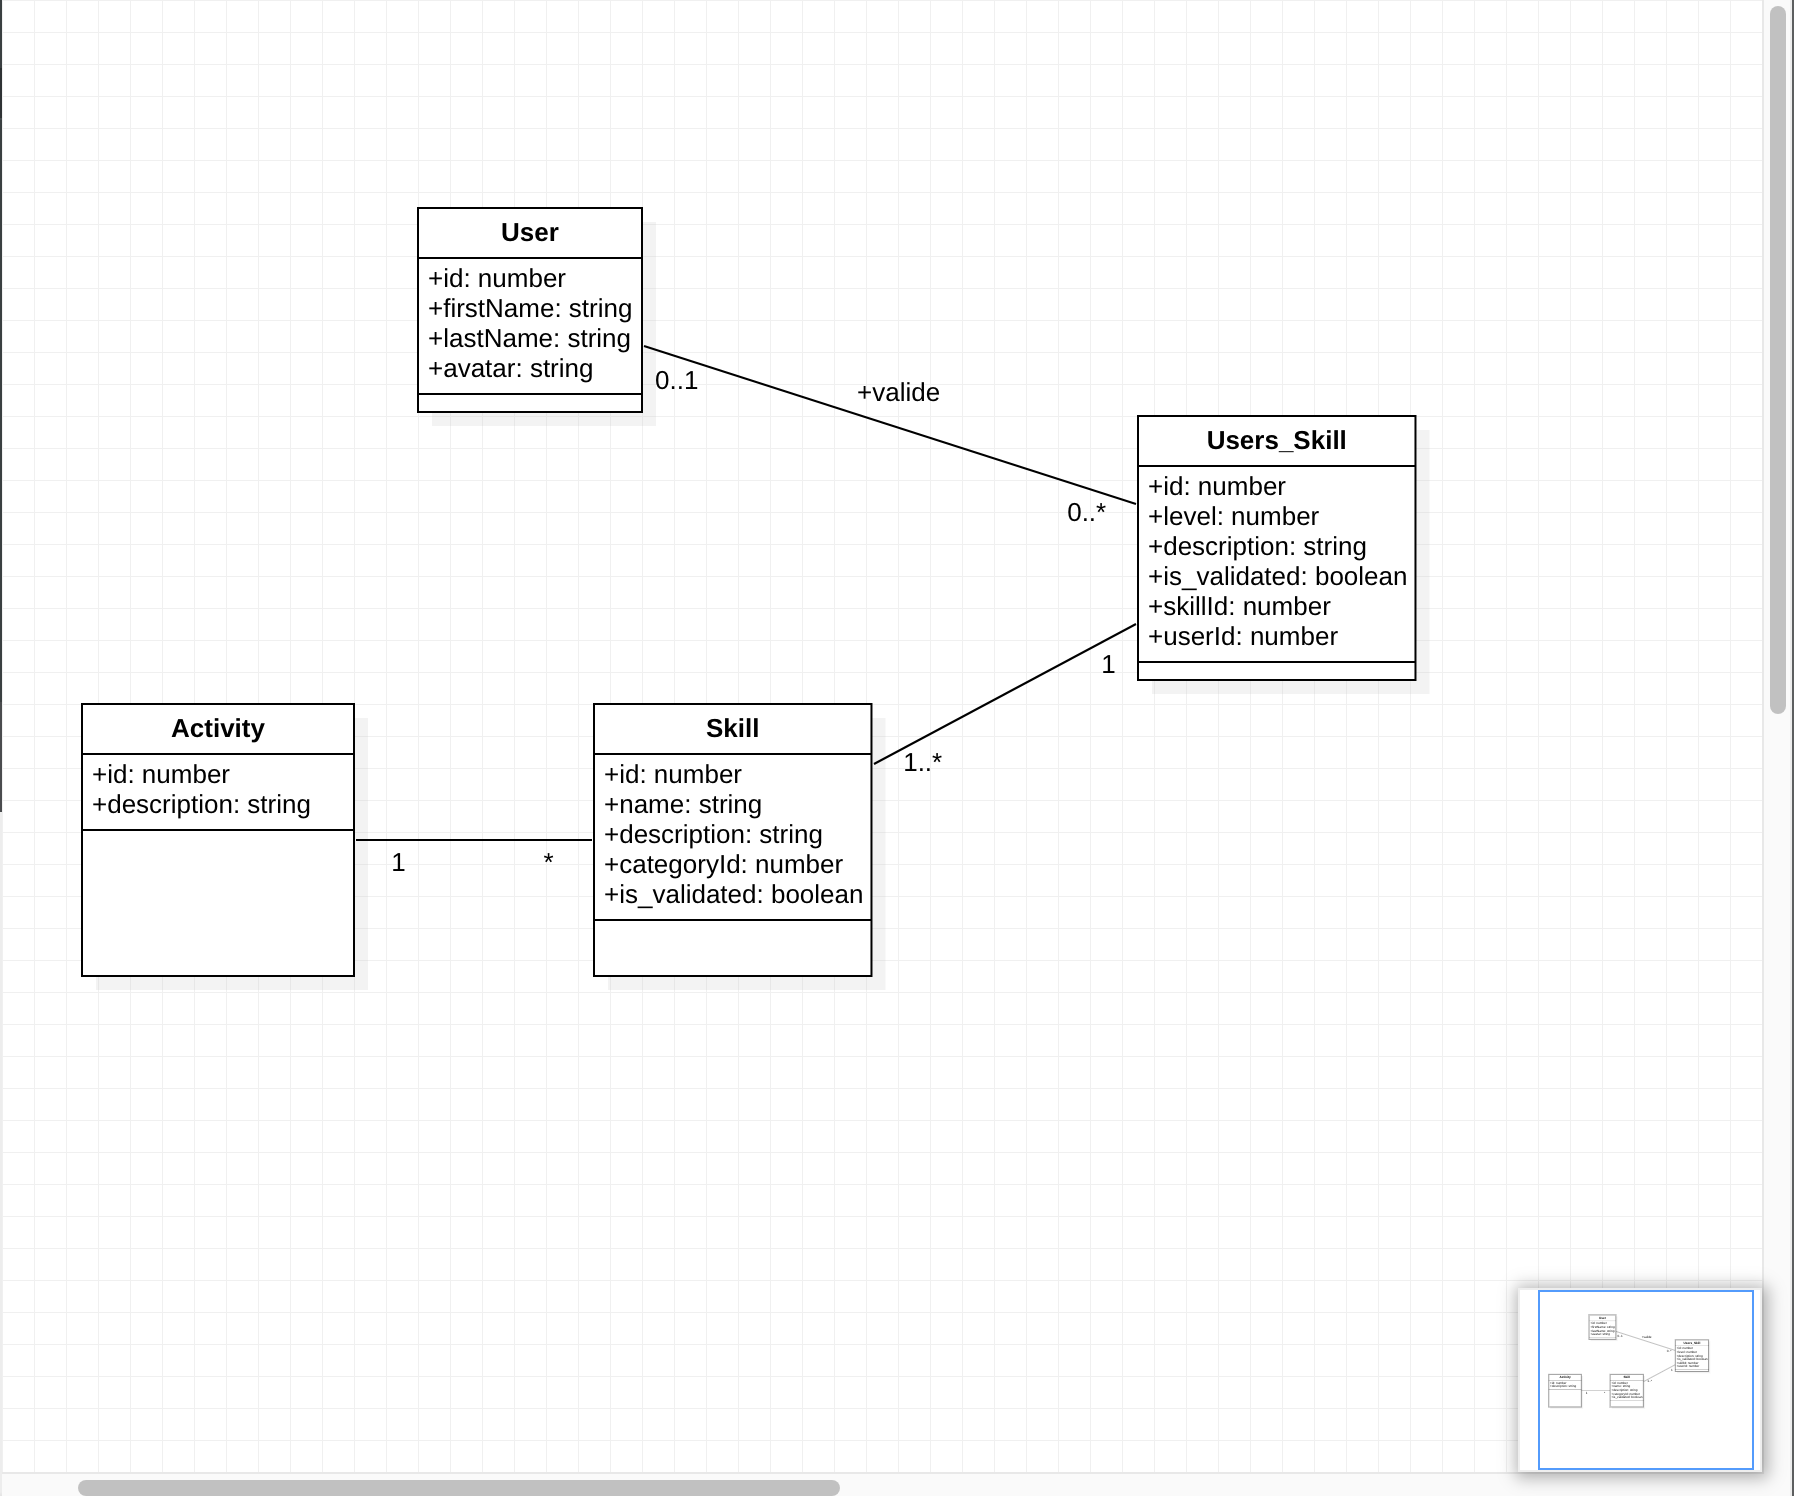 User
+id: number
+firstName: string
+lastName: string
+avatar: string
0..1
+valide
0..*
Users_Skill
+id: number
+level: number
+description: string
+is_validated: boolean
+skillId: number
+userId: number
1
1..*
Activity
+id: number
+description: string
1
*
Skill
+id: number
+name: string
+description: string
+categoryId: number
+is_validated: boolean